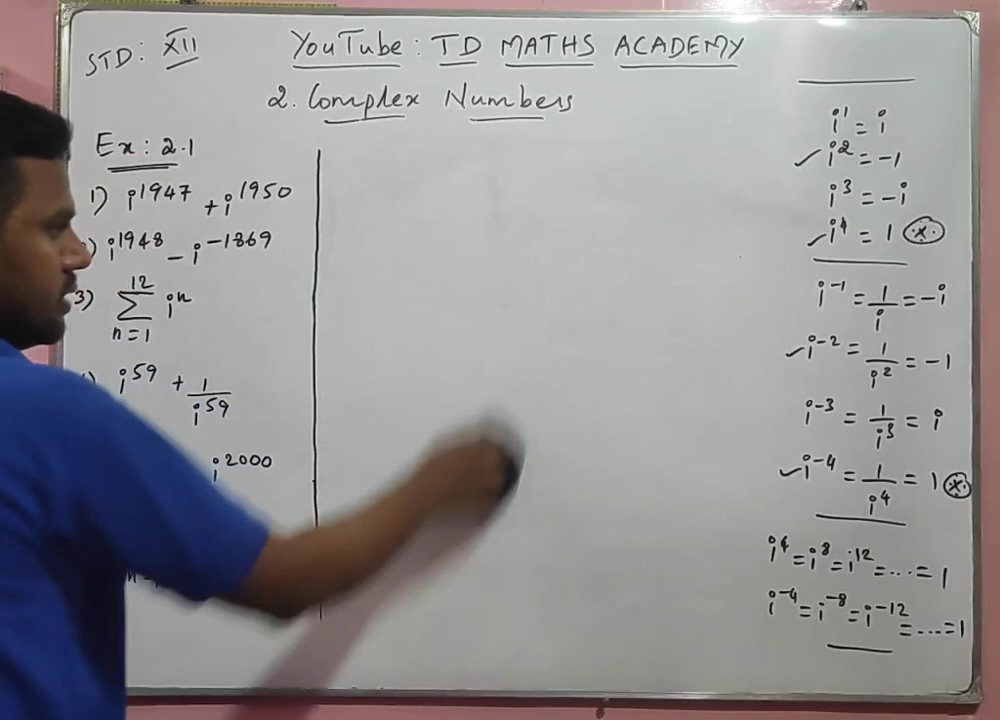 STD: XII
YouTube: TD MATHS ACADEMY
2. Complex Numbers
Ex: 2.1
1) i^1947 + i^1950
) i^1948 - i^-1869
3) ∑ 12 n=1 i^n
) i^59 + 1/i^59
i^2000
i^1 = i
✓ i^2 = -1
i^3 = -i
✓ i^4 = 1 (*)
i^-1 = 1/i = -i
✓ i^-2 = 1/i^2 = -1
i^-3 = 1/i^3 = i
✓ i^-4 = 1/i^4 = 1 (*)
i^4 = i^8 = i^12 = .... = 1
i^-4 = i^-8 = i^-12 = .... = 1